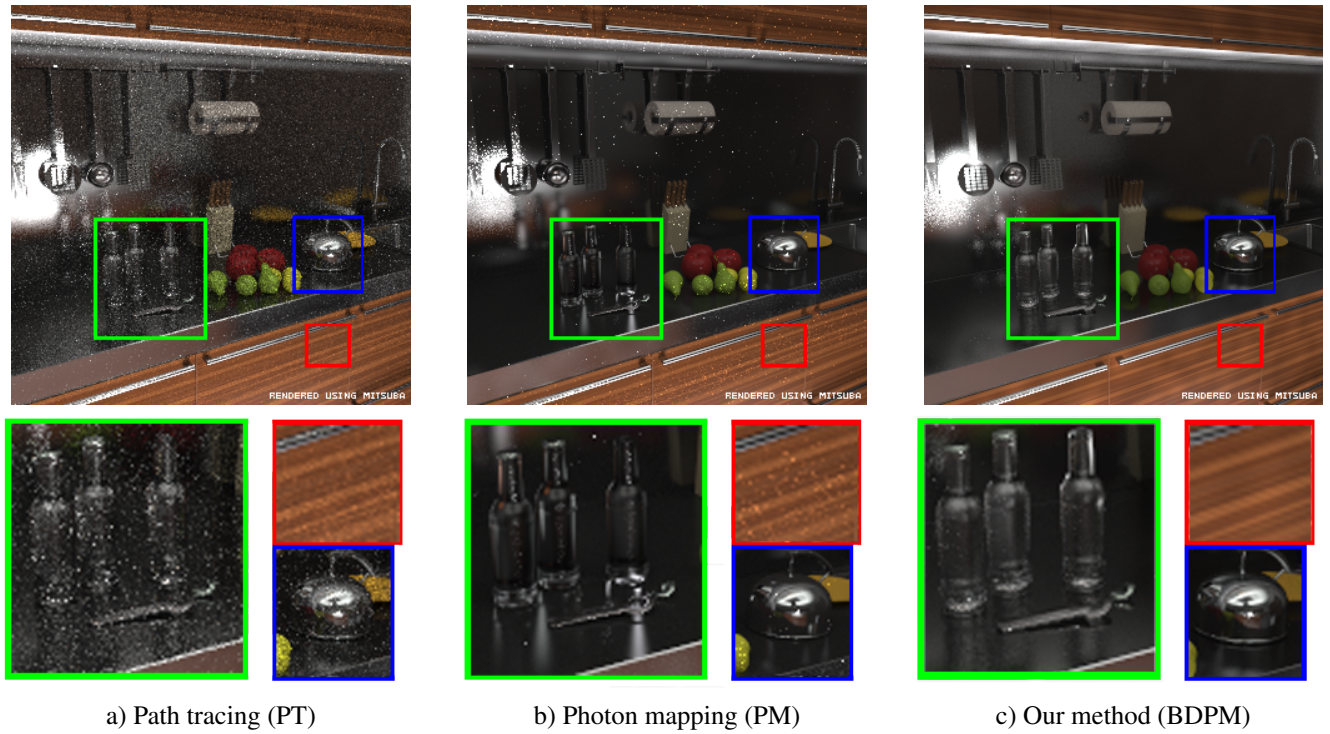 RENDERED USING MITSUBA
RENDERED USING MITSUBA
RENDERED USING MITSUBA
a) Path tracing (PT)
b) Photon mapping (PM)
c) Our method (BDPM)